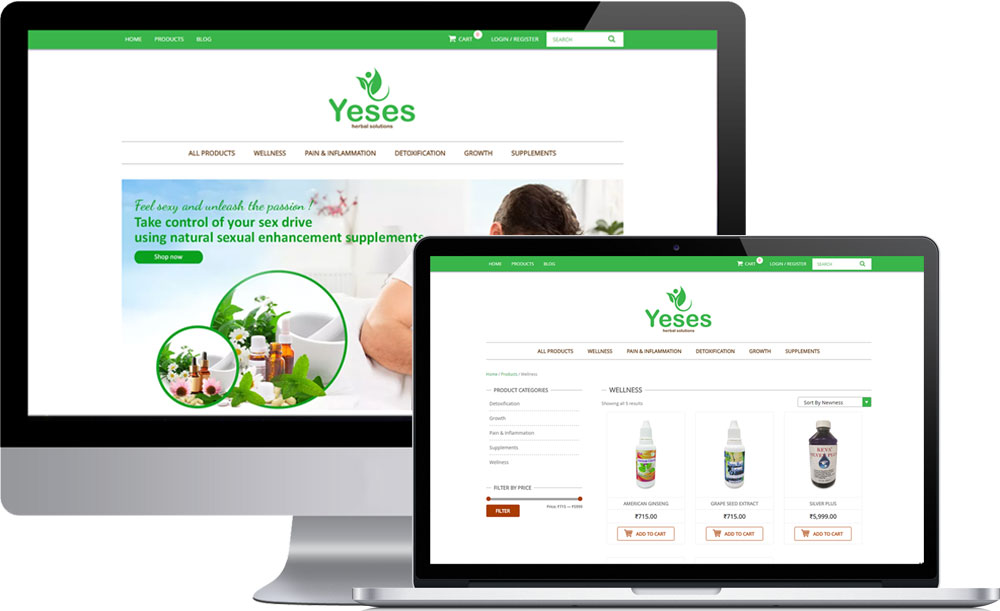 HOME PRODUCTS BLOG CART 0 LOGIN / REGISTER SEARCH
Yeses
herbal solutions
ALL PRODUCTS WELLNESS PAIN & INFLAMMATION DETOXIFICATION GROWTH SUPPLEMENTS
Feel sexy and unleash the passion !
Take control of your sex drive
using natural sexual enhancement supplements
Shop now
HOME PRODUCTS BLOG CART 0 LOGIN / REGISTER SEARCH
Yeses
herbal solutions
ALL PRODUCTS WELLNESS PAIN & INFLAMMATION DETOXIFICATION GROWTH SUPPLEMENTS
Home / Products / Wellness
PRODUCT CATEGORIES
Detoxification
Growth
Pain & Inflammation
Supplements
Wellness
FILTER BY PRICE
FILTER
WELLNESS
Showing all 9 results
Sort By Newness
KEYA
SILVER PLUS
AMERICAN GINSENG GRAPE SEED EXTRACT SILVER PLUS
₹715.00 ₹715.00 ₹5,999.00
ADD TO CART ADD TO CART ADD TO CART